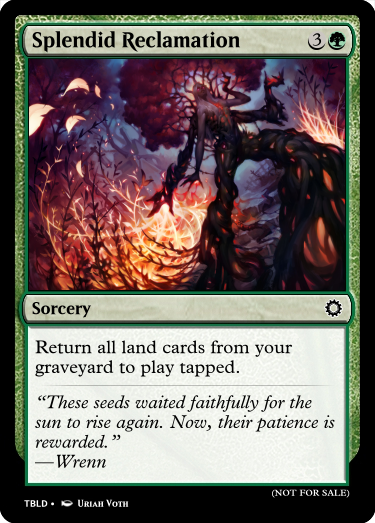 Splendid Reclamation 3
Sorcery
Return all land cards from your
graveyard to play tapped.
“These seeds waited faithfully for the
sun to rise again. Now, their patience is
rewarded.”
—Wrenn
(NOT FOR SALE)
TBLD • Uriah Voth